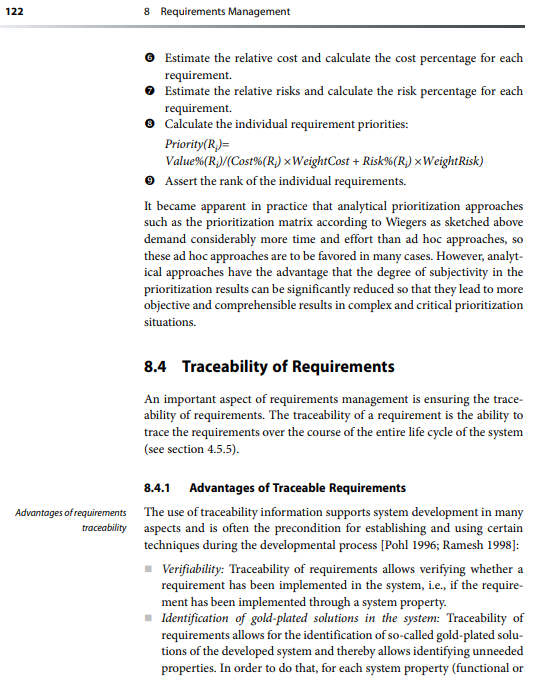 122
8 Requirements Management
❻ Estimate the relative cost and calculate the cost percentage for each
requirement.
❼ Estimate the relative risks and calculate the risk percentage for each
requirement.
❽ Calculate the individual requirement priorities:
Priority(Ri)=
Value%(Ri)/(Cost%(Ri) ×WeightCost + Risk%(Ri) ×WeightRisk)
❾ Assert the rank of the individual requirements.
It became apparent in practice that analytical prioritization approaches
such as the prioritization matrix according to Wiegers as sketched above
demand considerably more time and effort than ad hoc approaches, so
these ad hoc approaches are to be favored in many cases. However, analyt-
ical approaches have the advantage that the degree of subjectivity in the
prioritization results can be significantly reduced so that they lead to more
objective and comprehensible results in complex and critical prioritization
situations.
8.4 Traceability of Requirements
An important aspect of requirements management is ensuring the trace-
ability of requirements. The traceability of a requirement is the ability to
trace the requirements over the course of the entire life cycle of the system
(see section 4.5.5).
8.4.1 Advantages of Traceable Requirements
Advantages of requirements
traceability
The use of traceability information supports system development in many
aspects and is often the precondition for establishing and using certain
techniques during the developmental process [Pohl 1996; Ramesh 1998]:
■ Verifiability: Traceability of requirements allows verifying whether a
requirement has been implemented in the system, i.e., if the require-
ment has been implemented through a system property.
■ Identification of gold-plated solutions in the system: Traceability of
requirements allows for the identification of so-called gold-plated solu-
tions of the developed system and thereby allows identifying unneeded
properties. In order to do that, for each system property (functional or